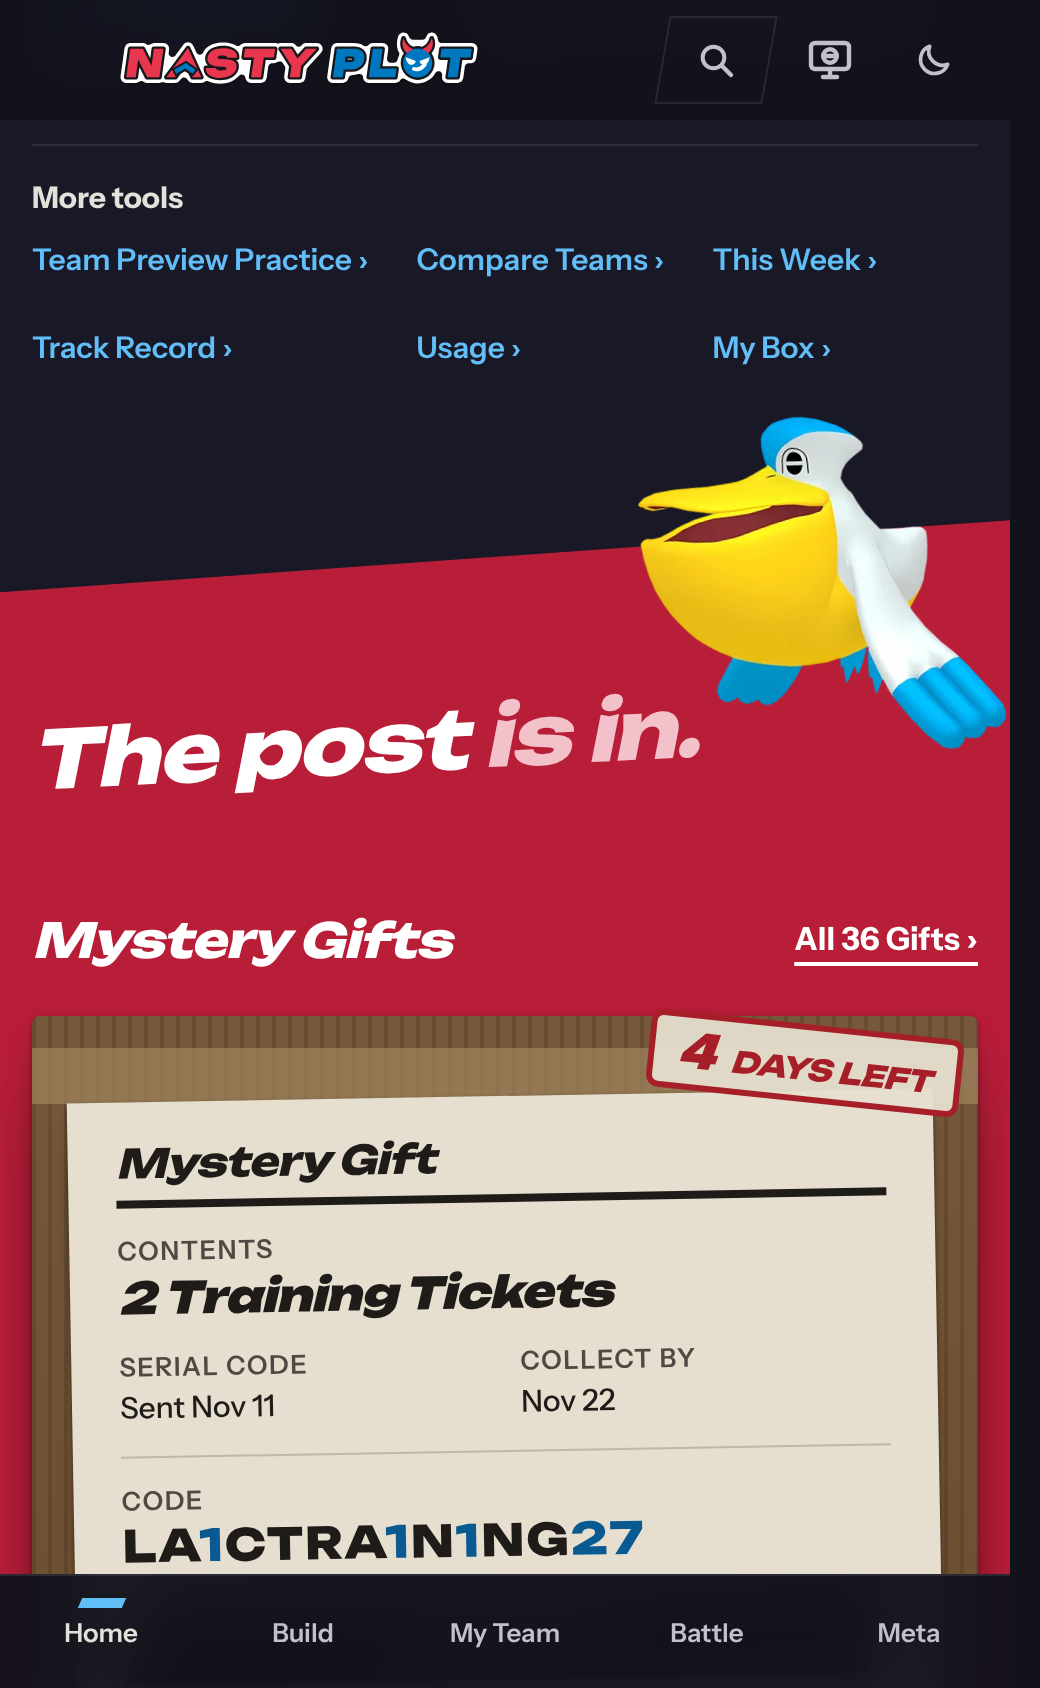 NASTY PLOT
More tools
Team Preview Practice ›
Compare Teams ›
This Week ›
Track Record ›
Usage ›
My Box ›
The post is in.
Mystery Gifts
All 36 Gifts ›
4 DAYS LEFT
Mystery Gift
CONTENTS
2 Training Tickets
SERIAL CODE
Sent Nov 11
COLLECT BY
Nov 22
CODE
LA1CTRA1N1NG27
Home
Build
My Team
Battle
Meta